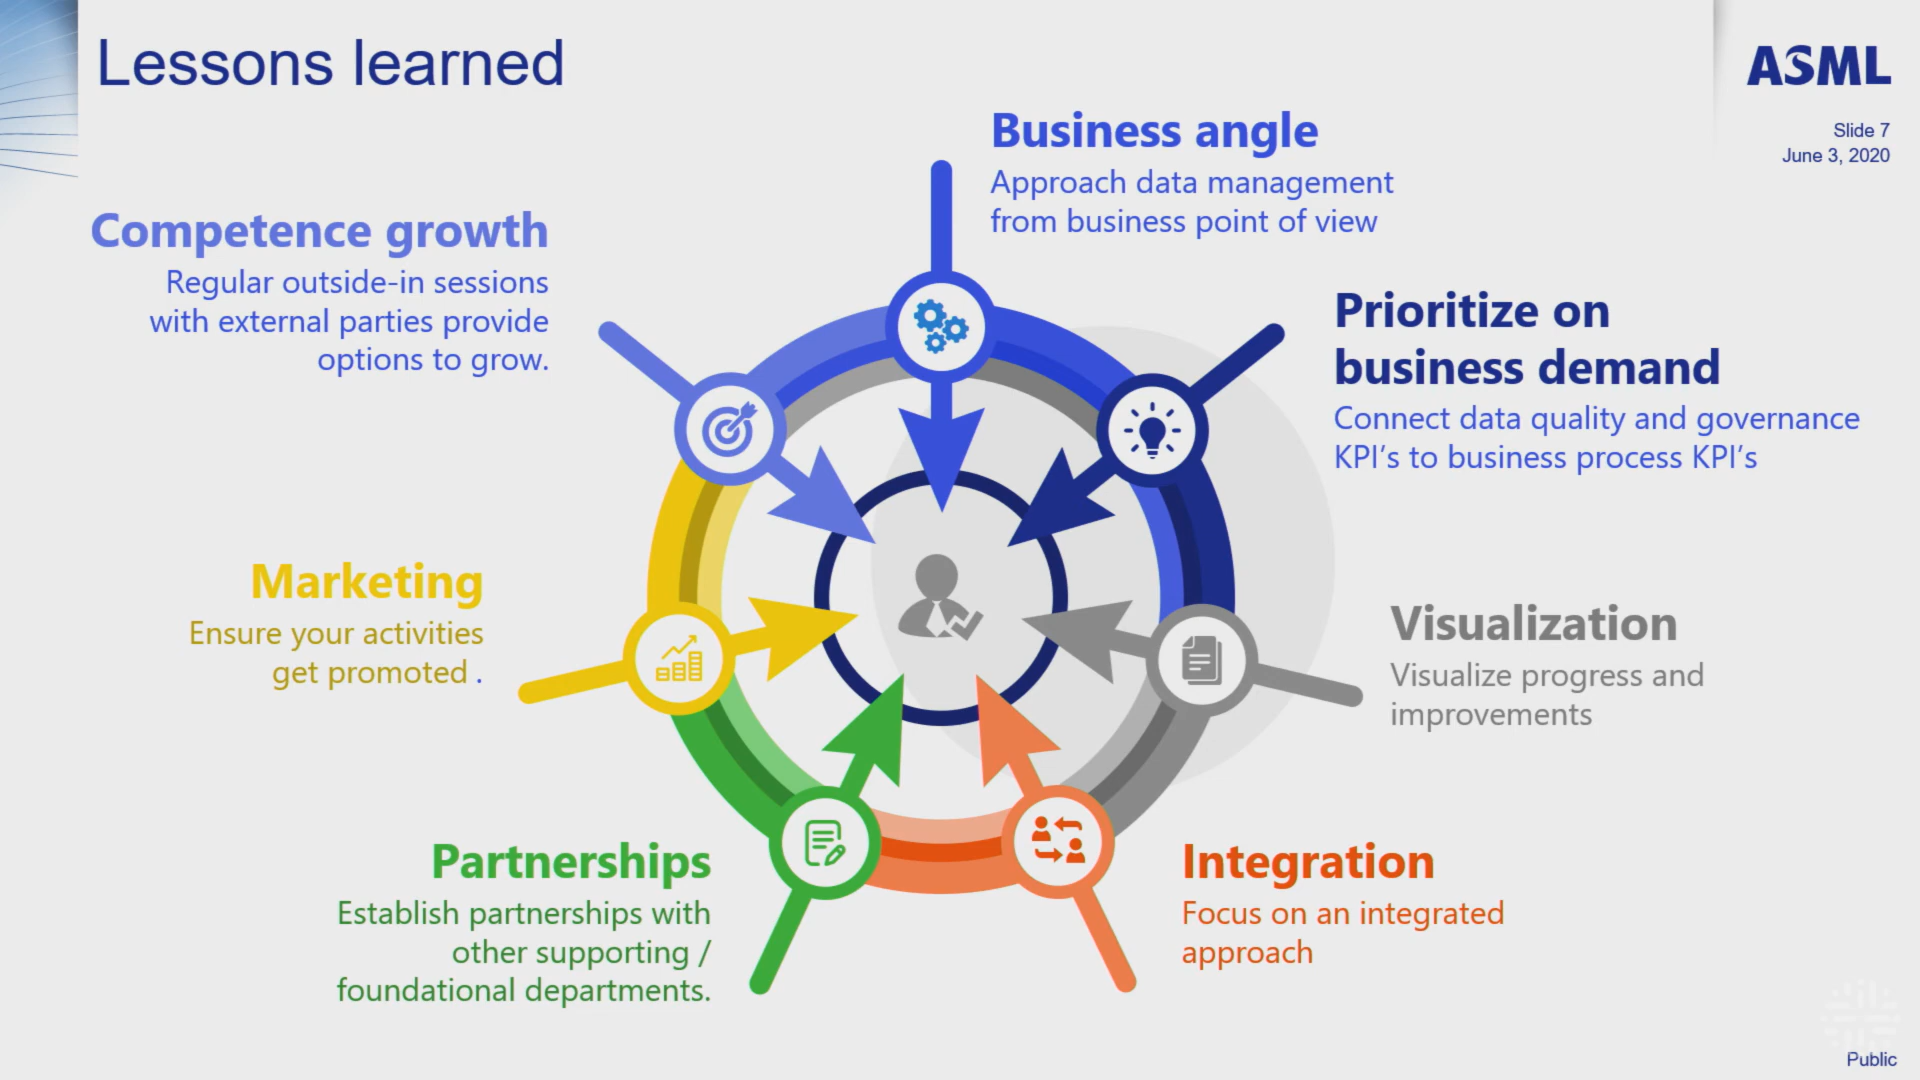 Lessons learned
ASML
Slide 7
June 3, 2020
Business angle
Approach data management
from business point of view
Prioritize on
business demand
Connect data quality and governance
KPI's to business process KPI's
Visualization
Visualize progress and
improvements
Integration
Focus on an integrated
approach
Partnerships
Establish partnerships with
other supporting /
foundational departments.
Marketing
Ensure your activities
get promoted .
Competence growth
Regular outside-in sessions
with external parties provide
options to grow.
Public